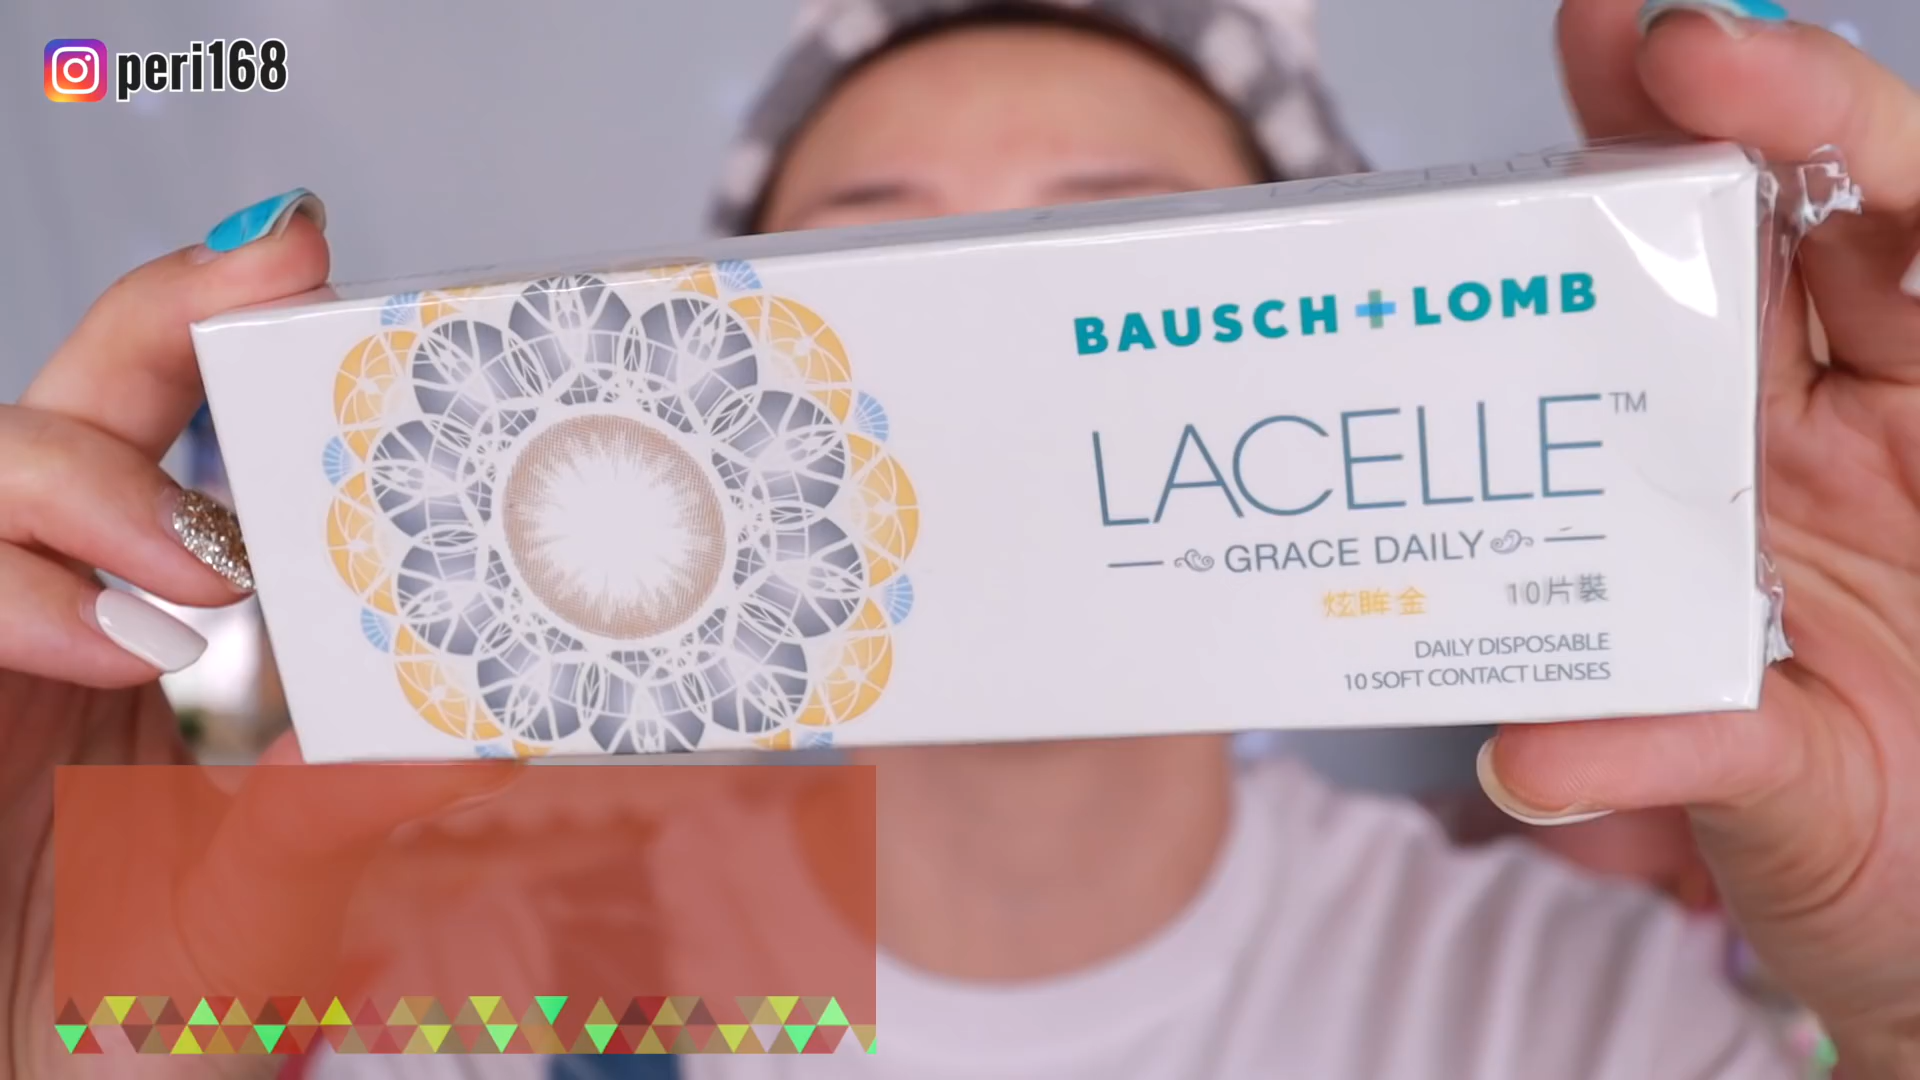 peri168
LACELLE
BAUSCH + LOMB
LACELLE™
GRACE DAILY
炫眸金 10片裝
DAILY DISPOSABLE
10 SOFT CONTACT LENSES